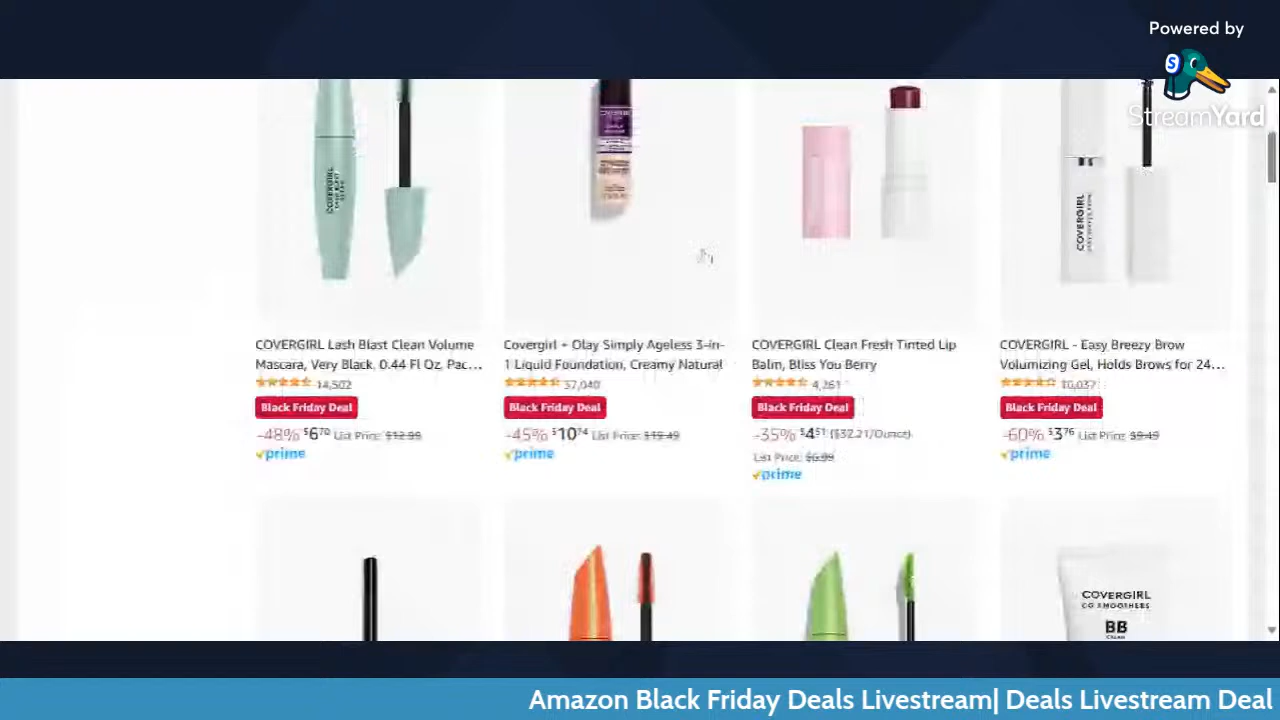 Powered by
StreamYard
COVERGIRL
COVERGIRL
COVERGIRL Lash Blast Clean Volume
Mascara, Very Black, 0.44 Fl Oz, Pac...
14,502
Black Friday Deal
-48% $6.70 List Price: $12.99
prime
Covergirl + Olay Simply Ageless 3-in-
1 Liquid Foundation, Creamy Natural
Black Friday Deal
-45% $10.74 List Price: $19.49
prime
COVERGIRL Clean Fresh Tinted Lip
Balm, Bliss You Berry
4,261
Black Friday Deal
-35% $4.51 ($32.21/Ounce)
List Price: $6.99
prime
COVERGIRL - Easy Breezy Brow
Volumizing Gel, Holds Brows for 24...
Black Friday Deal
-60% $3.76 List Price: $9.49
prime
COVERGIRL
BB
Amazon Black Friday Deals Livestream| Deals Livestream Deal